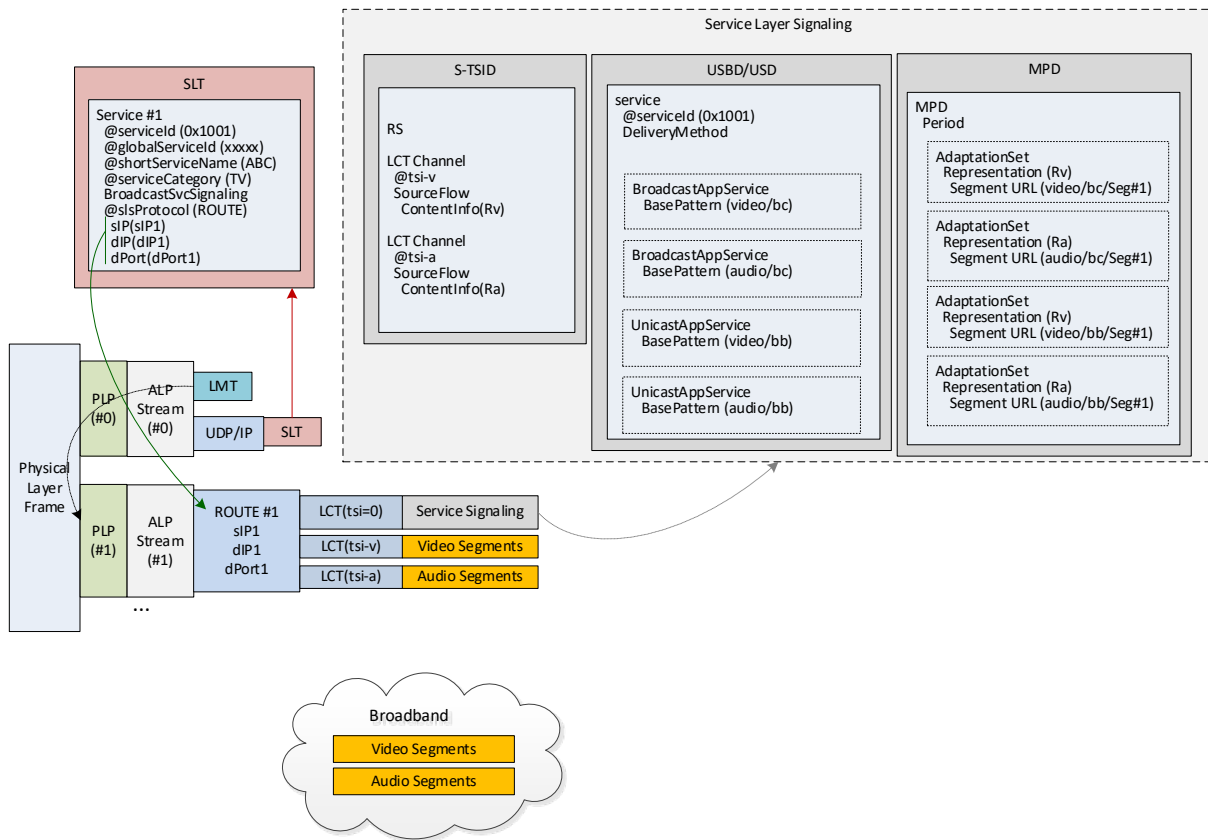 Service Layer Signaling
SLT
Service #1
@serviceId (0x1001)
@globalServiceId (xxxxx)
@shortServiceName (ABC)
@serviceCategory (TV)
BroadcastSvcSignaling
@slsProtocol (ROUTE)
sIP(sIP1)
dIP(dIP1)
dPort(dPort1)
S-TSID
RS
LCT Channel
@tsi-v
SourceFlow
ContentInfo(Rv)
LCT Channel
@tsi-a
SourceFlow
ContentInfo(Ra)
USBD/USD
service
@serviceId (0x1001)
DeliveryMethod
BroadcastAppService
BasePattern (video/bc)
BroadcastAppService
BasePattern (audio/bc)
UnicastAppService
BasePattern (video/bb)
UnicastAppService
BasePattern (audio/bb)
MPD
MPD
Period
AdaptationSet
Representation (Rv)
Segment URL (video/bc/Seg#1)
AdaptationSet
Representation (Ra)
Segment URL (audio/bc/Seg#1)
AdaptationSet
Representation (Rv)
Segment URL (video/bb/Seg#1)
AdaptationSet
Representation (Ra)
Segment URL (audio/bb/Seg#1)
Physical
Layer
Frame
PLP
(#0)
ALP
Stream
(#0)
LMT
UDP/IP
SLT
PLP
(#1)
ALP
Stream
(#1)
ROUTE #1
sIP1
dIP1
dPort1
LCT(tsi=0)
Service Signaling
LCT(tsi-v)
Video Segments
LCT(tsi-a)
Audio Segments
...
Broadband
Video Segments
Audio Segments